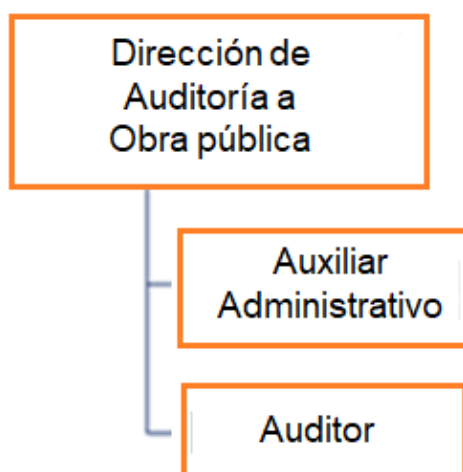 Dirección de
Auditoría a
Obra pública
Auxiliar
Administrativo
Auditor